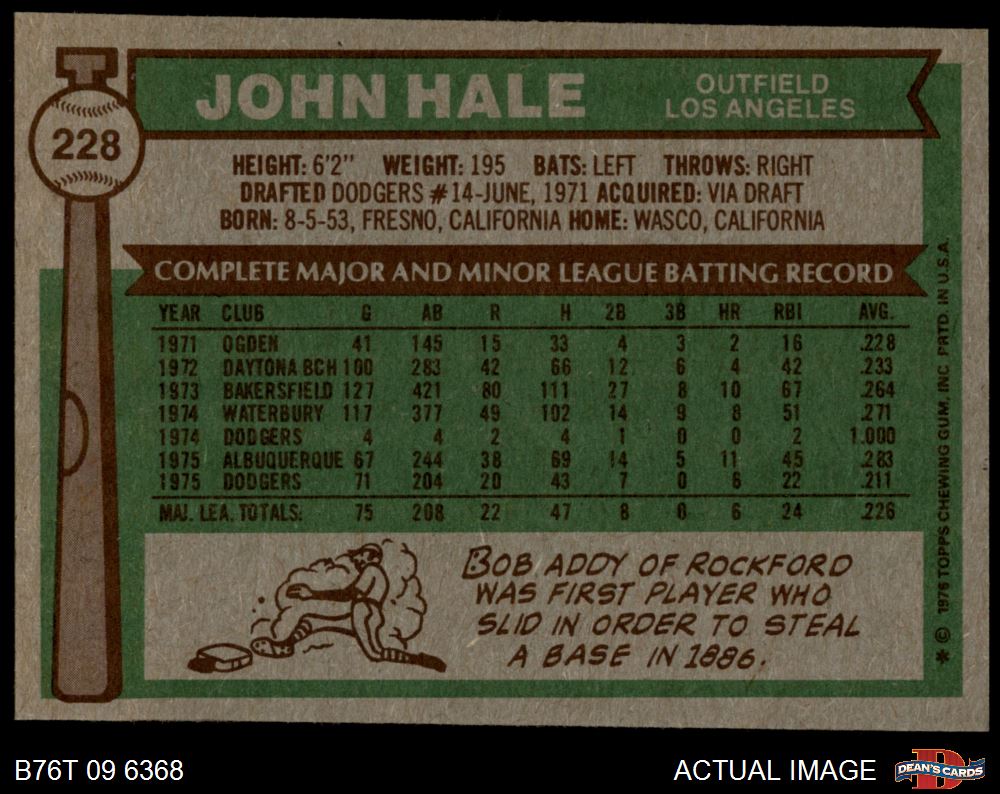 JOHN HALE
OUTFIELD
LOS ANGELES
228
HEIGHT: 6'2" WEIGHT: 195 BATS: LEFT THROWS: RIGHT
DRAFTED DODGERS #14-JUNE, 1971 ACQUIRED: VIA DRAFT
BORN: 8-5-53, FRESNO, CALIFORNIA HOME: WASCO, CALIFORNIA
COMPLETE MAJOR AND MINOR LEAGUE BATTING RECORD
YEAR CLUB G AB R H 2B 3B HR RBI AVG.
1971 OGDEN 41 145 15 33 4 3 2 16 .228
1972 DAYTONA BCH 100 283 42 66 12 6 4 42 .233
1973 BAKERSFIELD 127 421 80 111 27 8 10 67 .264
1974 WATERBURY 117 377 49 102 14 9 8 51 .271
1974 DODGERS 4 4 2 4 1 0 0 2 1.000
1975 ALBUQUERQUE 67 244 38 69 14 5 11 45 .283
1975 DODGERS 71 204 20 43 7 0 6 22 .211
MAJ. LEA. TOTALS: 75 208 22 47 8 0 6 24 .226
BOB ADDY OF ROCKFORD
WAS FIRST PLAYER WHO
SLID IN ORDER TO STEAL
A BASE IN 1886.
* © 1976 TOPPS CHEWING GUM, INC. PRTD. IN U.S.A.
B76T 09 6368
ACTUAL IMAGE
DEAN'S CARDS